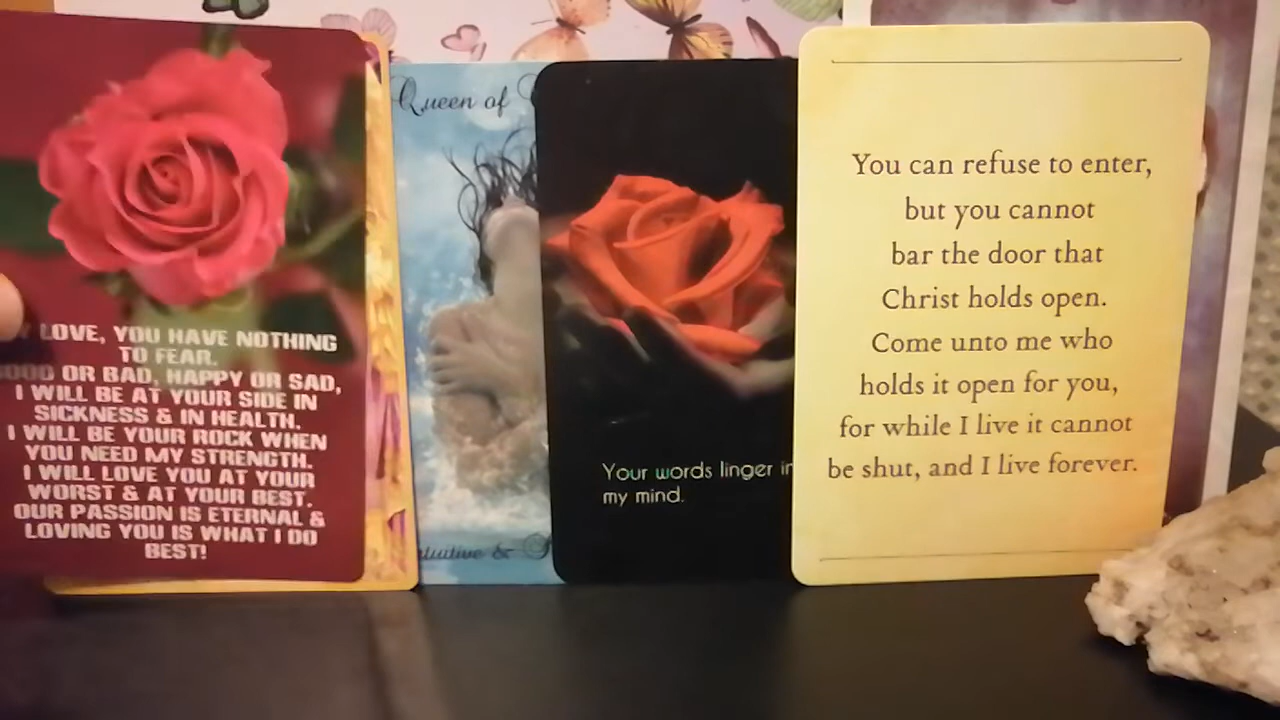 LOVE, YOU HAVE NOTHING
TO FEAR.
OR BAD, HAPPY OR SAD,
I WILL BE AT YOUR SIDE IN
SICKNESS & IN HEALTH.
I WILL BE YOUR ROCK WHEN
YOU NEED MY STRENGTH.
I WILL LOVE YOU AT YOUR
WORST & AT YOUR BEST.
OUR PASSION IS ETERNAL &
LOVING YOU IS WHAT I DO
BEST!
Queen of
&
Your words linger in
my mind.
You can refuse to enter,
but you cannot
bar the door that
Christ holds open.
Come unto me who
holds it open for you,
for while I live it cannot
be shut, and I live forever.